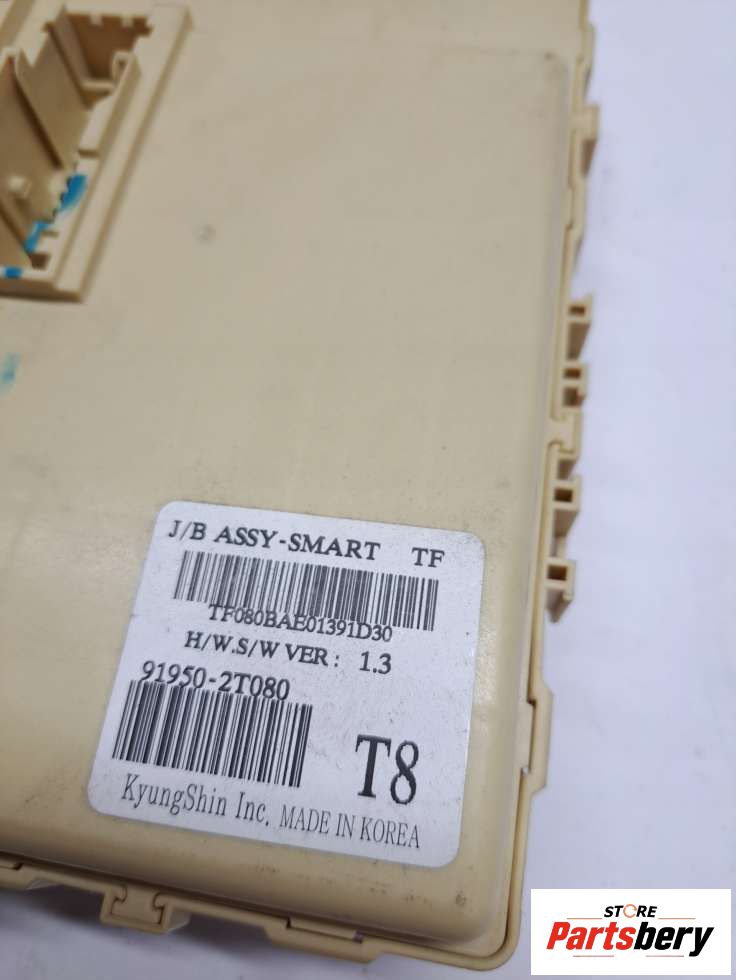 J/B ASSY-SMART TF
TF080BAE01391D30
H/W.S/W VER : 1.3
91950-2T080
T8
KyungShin Inc. MADE IN KOREA
STORE
Partsbery